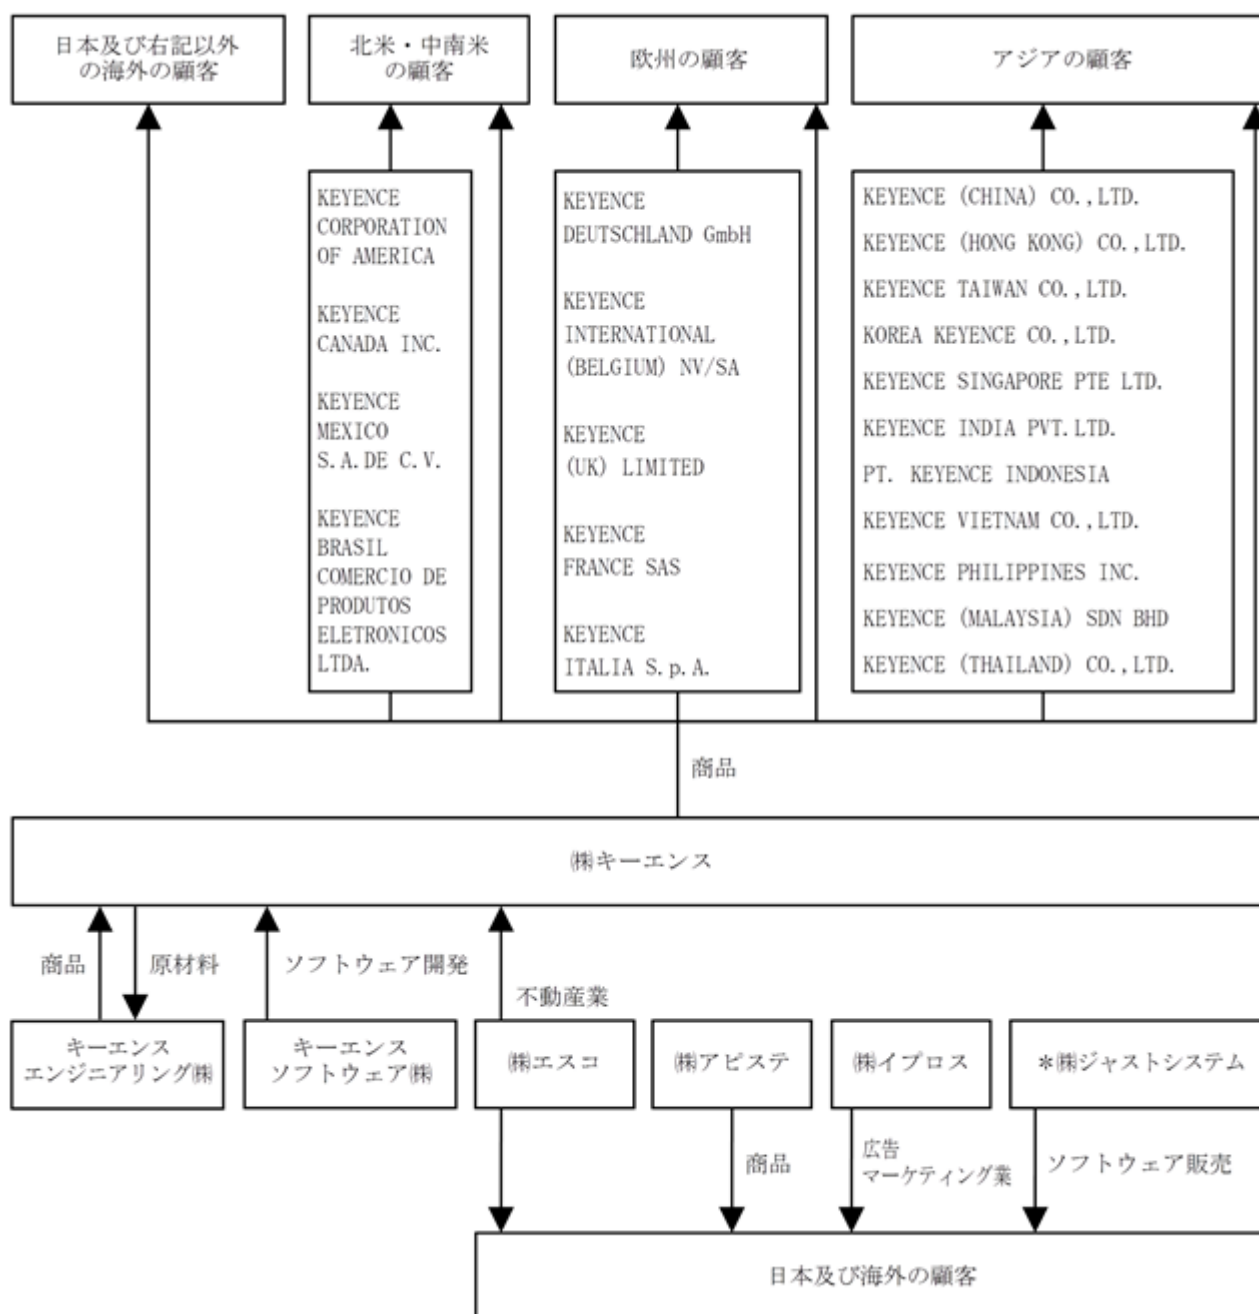 日本及び右記以外
の海外の顧客
北米・中南米
の顧客
欧州の顧客
アジアの顧客
KEYENCE
CORPORATION
OF AMERICA
KEYENCE
CANADA INC.
KEYENCE
MEXICO
S.A.DE C.V.
KEYENCE
BRASIL
COMERCIO DE
PRODUTOS
ELETRONICOS
LTDA.
KEYENCE
DEUTSCHLAND GmbH
KEYENCE
INTERNATIONAL
(BELGIUM) NV/SA
KEYENCE
(UK) LIMITED
KEYENCE
FRANCE SAS
KEYENCE
ITALIA S.p.A.
KEYENCE (CHINA) CO.,LTD.
KEYENCE (HONG KONG) CO.,LTD.
KEYENCE TAIWAN CO.,LTD.
KOREA KEYENCE CO.,LTD.
KEYENCE SINGAPORE PTE LTD.
KEYENCE INDIA PVT.LTD.
PT. KEYENCE INDONESIA
KEYENCE VIETNAM CO.,LTD.
KEYENCE PHILIPPINES INC.
KEYENCE (MALAYSIA) SDN BHD
KEYENCE (THAILAND) CO.,LTD.
商品
㈱キーエンス
商品
原材料
ソフトウェア開発
不動産業
キーエンス
エンジニアリング㈱
キーエンス
ソフトウェア㈱
㈱エスコ
㈱アピステ
㈱イプロス
＊㈱ジャストシステム
商品
広告
マーケティング業
ソフトウェア販売
日本及び海外の顧客